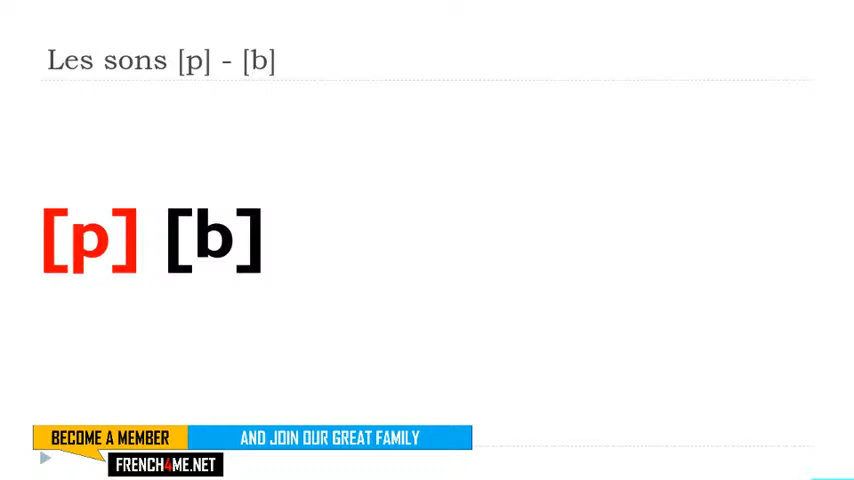 Les sons [p] - [b]
[p] [b]
BECOME A MEMBER AND JOIN OUR GREAT FAMILY
FRENCH4ME.NET